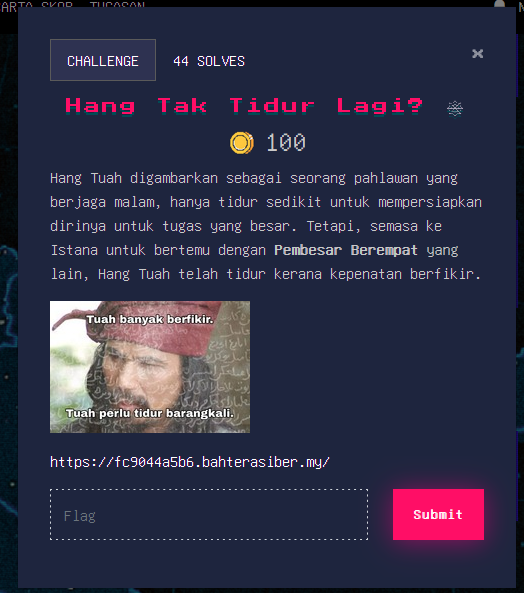 ARTA SKOR TUGASAN
CHALLENGE
44 SOLVES
×
Hang Tak Tidur Lagi?
100
Hang Tuah digambarkan sebagai seorang pahlawan yang
berjaga malam, hanya tidur sedikit untuk mempersiapkan
dirinya untuk tugas yang besar. Tetapi, semasa ke
Istana untuk bertemu dengan Pembesar Berempat yang
lain, Hang Tuah telah tidur kerana kepenatan berfikir.
Tuah banyak berfikir.
Tuah perlu tidur barangkali.
https://fc9044a5b6.bahterasiber.my/
Flag
Submit